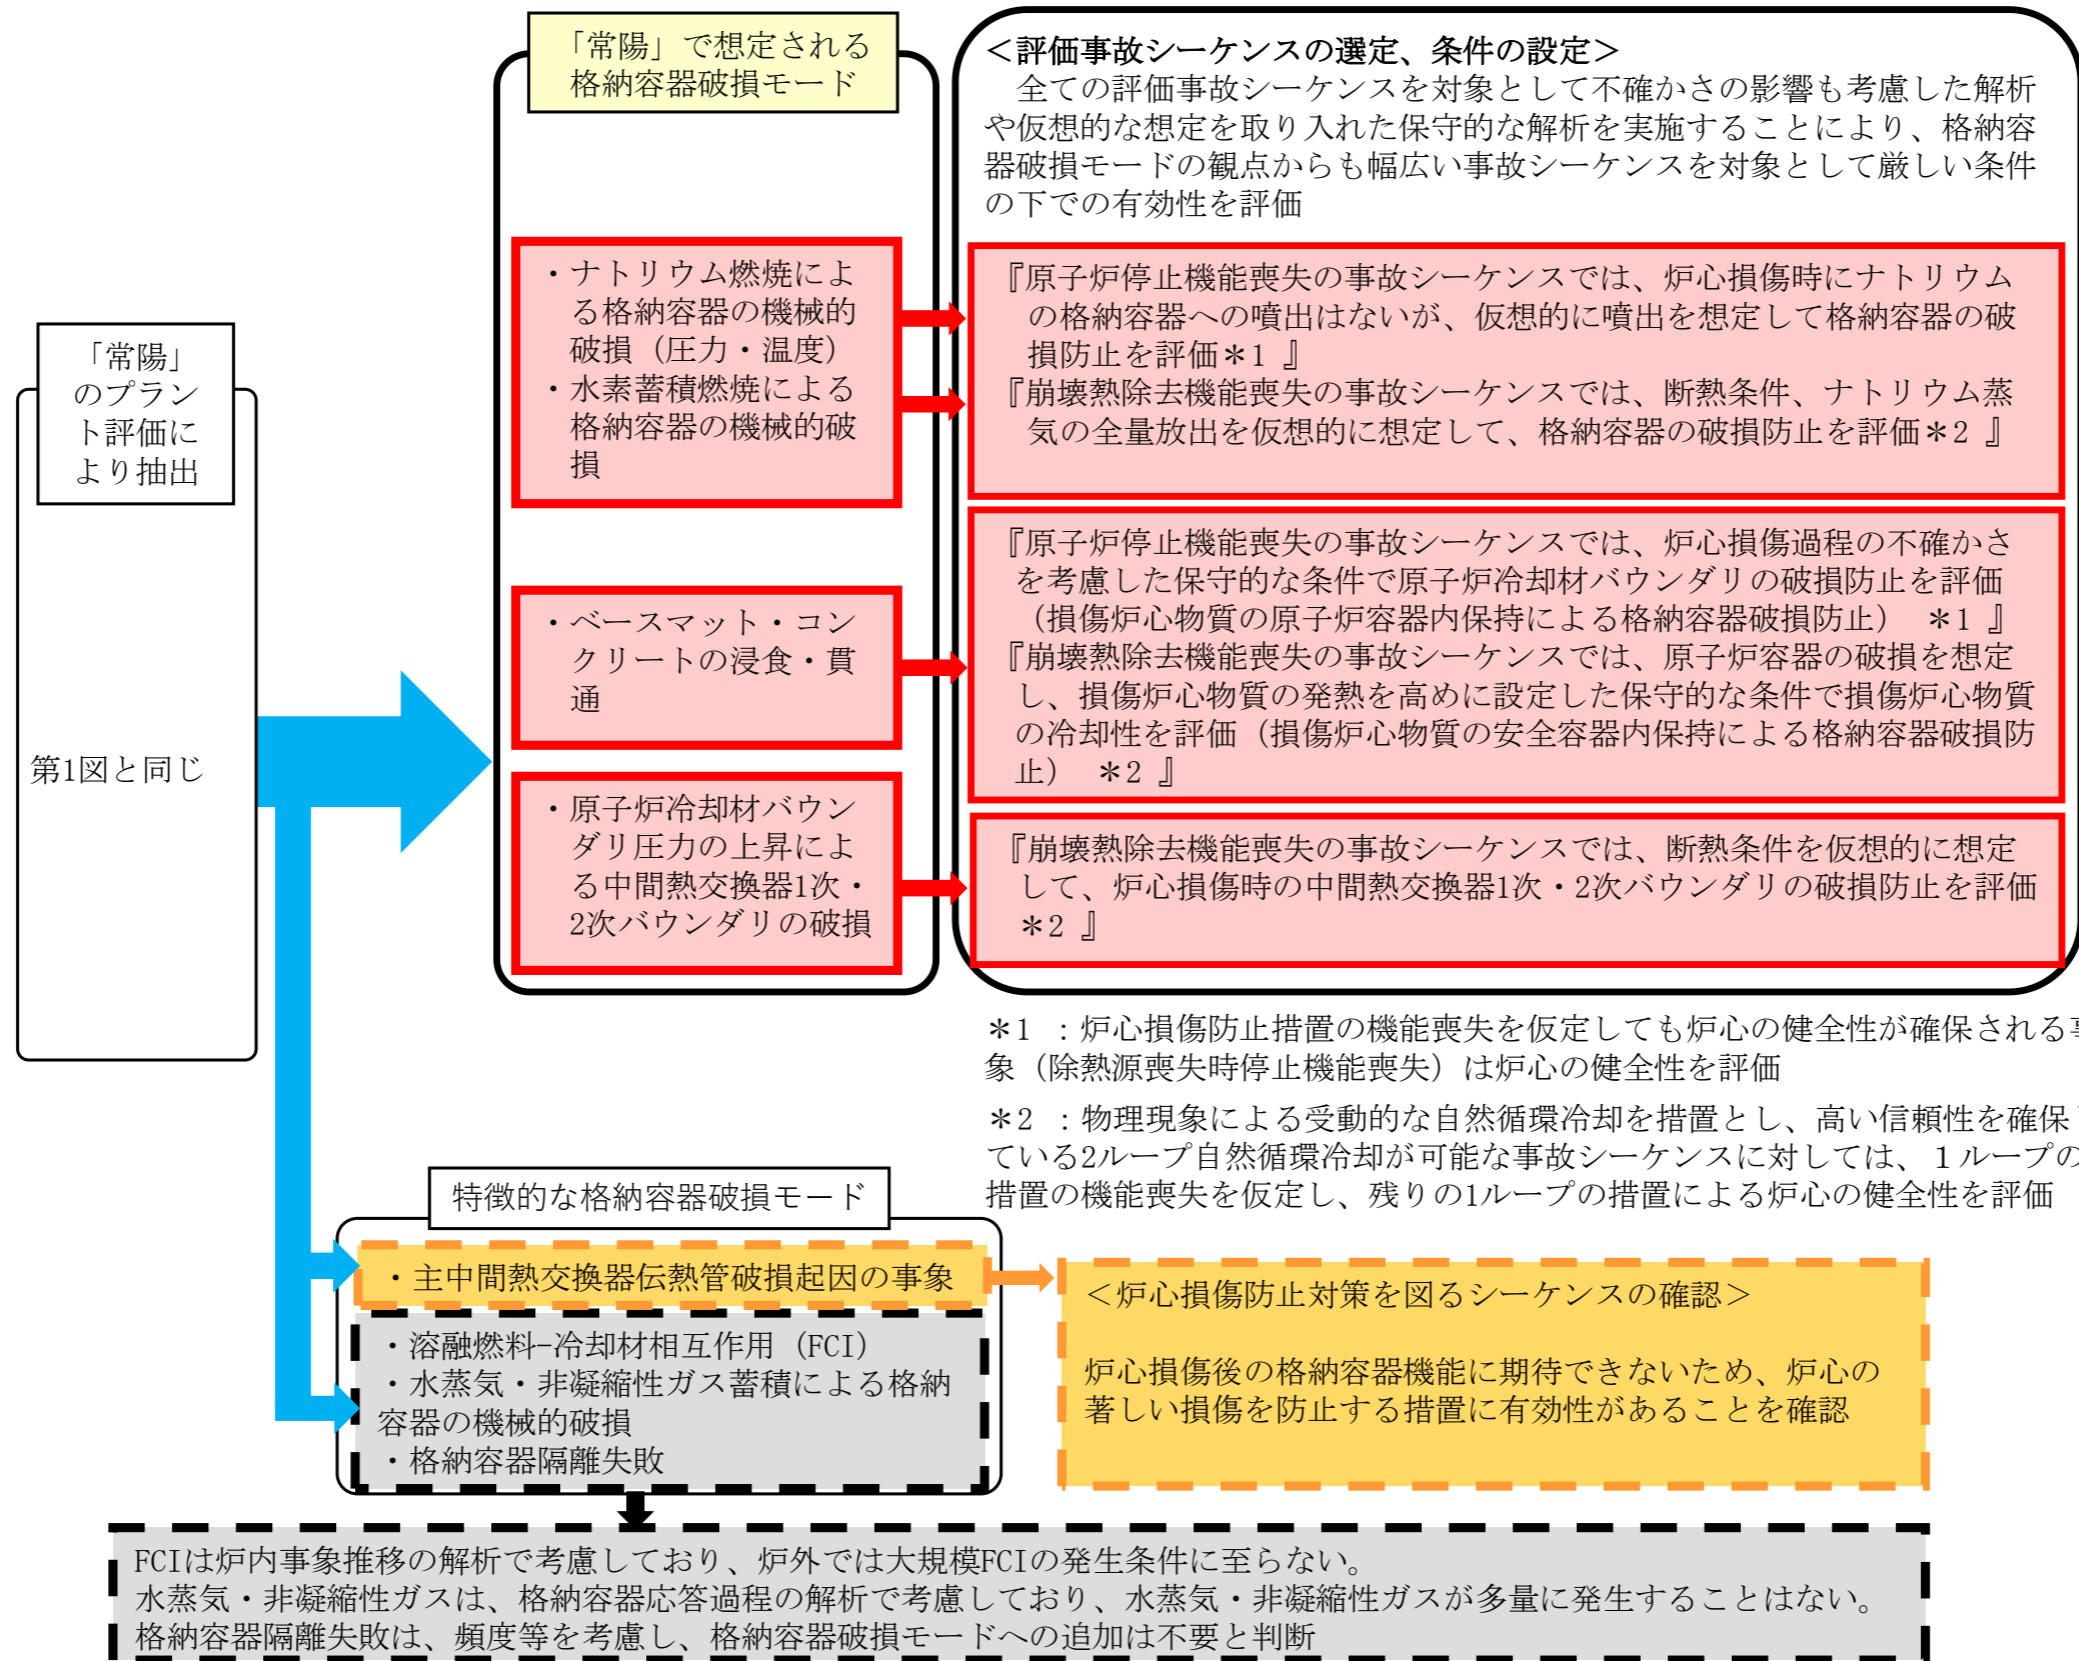 「常陽」
のプラン
ト評価に
より抽出
第1図と同じ
「常陽」で想定される
格納容器破損モード
・ナトリウム燃焼によ
る格納容器の機械的
破損（圧力・温度）
・水素蓄積燃焼による
格納容器の機械的破
損
・ベースマット・コン
クリートの浸食・貫
通
・原子炉冷却材バウン
ダリ圧力の上昇によ
る中間熱交換器1次・
2次バウンダリの破損
＜評価事故シーケンスの選定、条件の設定＞
全ての評価事故シーケンスを対象として不確かさの影響も考慮した解析
や仮想的な想定を取り入れた保守的な解析を実施することにより、格納容
器破損モードの観点からも幅広い事故シーケンスを対象として厳しい条件
の下での有効性を評価
『原子炉停止機能喪失の事故シーケンスでは、炉心損傷時にナトリウム
の格納容器への噴出はないが、仮想的に噴出を想定して格納容器の破
損防止を評価＊1 』
『崩壊熱除去機能喪失の事故シーケンスでは、断熱条件、ナトリウム蒸
気の全量放出を仮想的に想定して、格納容器の破損防止を評価＊2 』
『原子炉停止機能喪失の事故シーケンスでは、炉心損傷過程の不確かさ
を考慮した保守的な条件で原子炉冷却材バウンダリの破損防止を評価
（損傷炉心物質の原子炉容器内保持による格納容器破損防止） ＊1 』
『崩壊熱除去機能喪失の事故シーケンスでは、原子炉容器の破損を想定
し、損傷炉心物質の発熱を高めに設定した保守的な条件で損傷炉心物質
の冷却性を評価（損傷炉心物質の安全容器内保持による格納容器破損防
止） ＊2 』
『崩壊熱除去機能喪失の事故シーケンスでは、断熱条件を仮想的に想定
して、炉心損傷時の中間熱交換器1次・2次バウンダリの破損防止を評価
＊2 』
＊1 ：炉心損傷防止措置の機能喪失を仮定しても炉心の健全性が確保される事
象（除熱源喪失時停止機能喪失）は炉心の健全性を評価
＊2 ：物理現象による受動的な自然循環冷却を措置とし、高い信頼性を確保
ている2ループ自然循環冷却が可能な事故シーケンスに対しては、１ループの
措置の機能喪失を仮定し、残りの1ループの措置による炉心の健全性を評価
特徴的な格納容器破損モード
・主中間熱交換器伝熱管破損起因の事象
・溶融燃料-冷却材相互作用（FCI）
・水蒸気・非凝縮性ガス蓄積による格納
容器の機械的破損
・格納容器隔離失敗
＜炉心損傷防止対策を図るシーケンスの確認＞
炉心損傷後の格納容器機能に期待できないため、炉心の
著しい損傷を防止する措置に有効性があることを確認
FCIは炉内事象推移の解析で考慮しており、炉外では大規模FCIの発生条件に至らない。
水蒸気・非凝縮性ガスは、格納容器応答過程の解析で考慮しており、水蒸気・非凝縮性ガスが多量に発生することはない。
格納容器隔離失敗は、頻度等を考慮し、格納容器破損モードへの追加は不要と判断